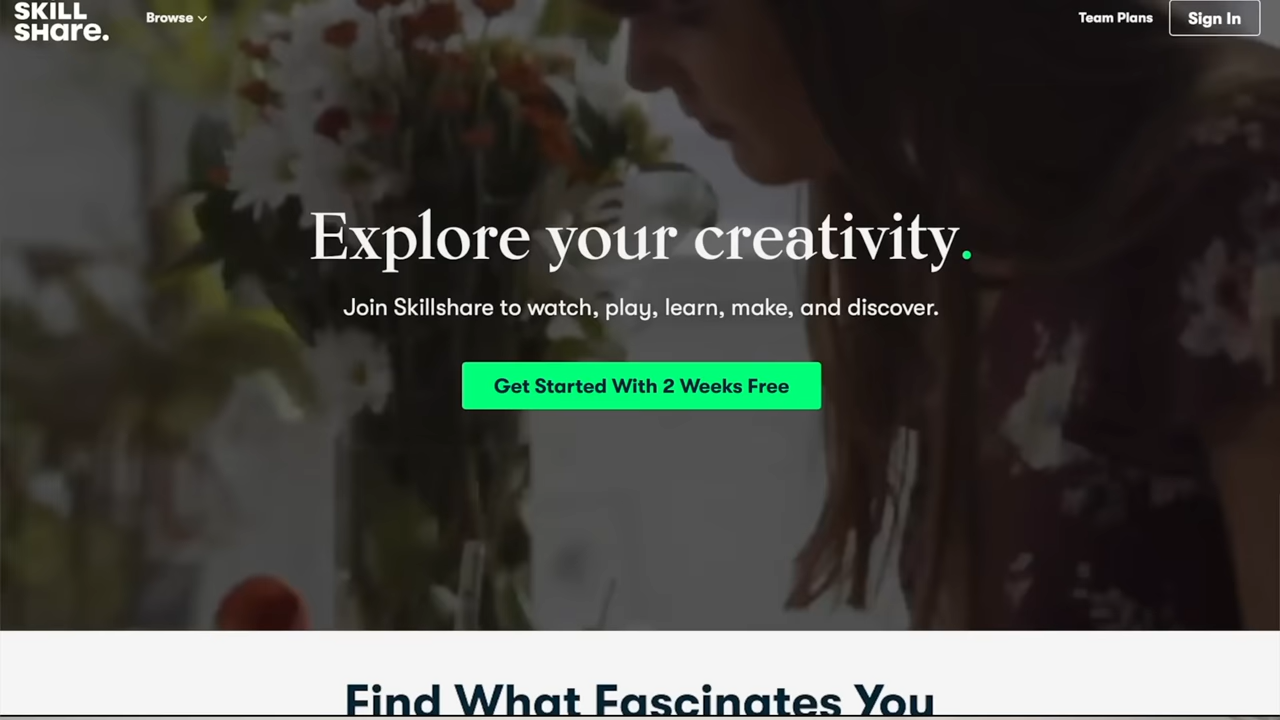 SKILL
SHare.
Browse
Team Plans
Sign In
Explore your creativity.
Join Skillshare to watch, play, learn, make, and discover.
Get Started With 2 Weeks Free
Find What Fascinates You